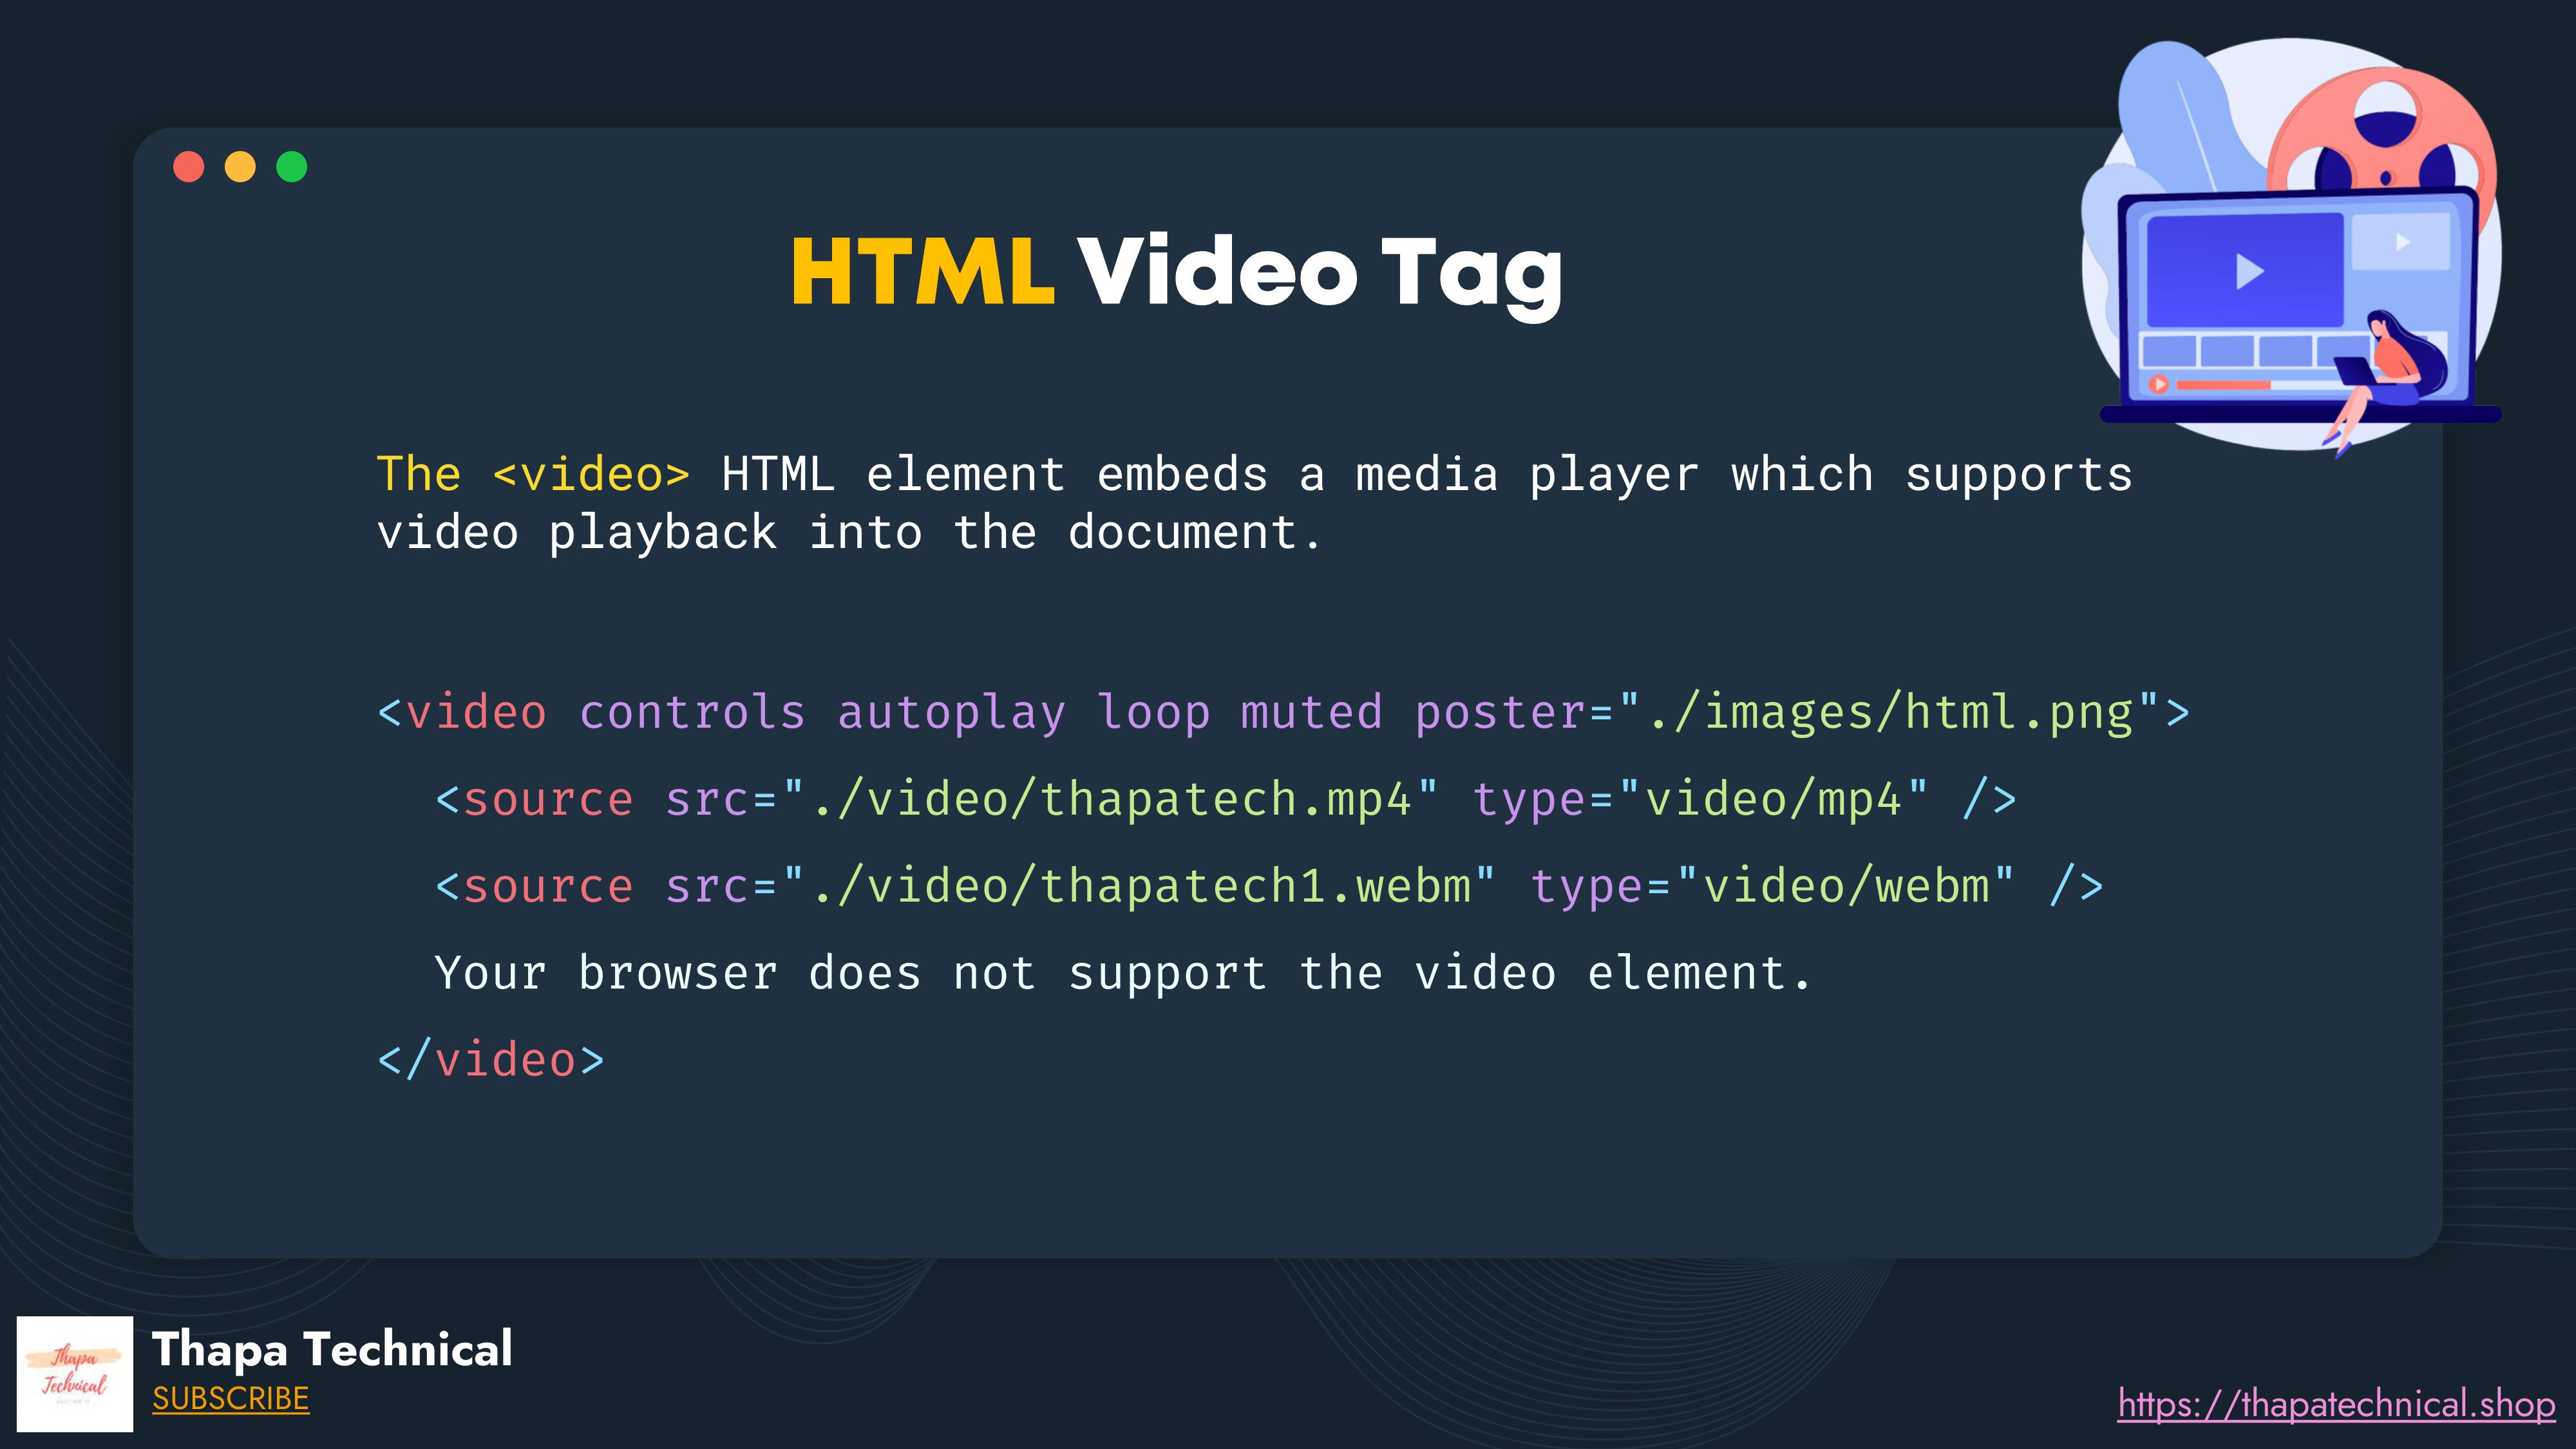 HTML Video Tag
The <video> HTML element embeds a media player which supports
video playback into the document.
<video controls autoplay loop muted poster="./images/html.png">
<source src="./video/thapatech.mp4" type="video/mp4" />
<source src="./video/thapatech1.webm" type="video/webm" />
Your browser does not support the video element.
</video>
Thapa
Technical
Thapa Technical
SUBSCRIBE
https://thapatechnical.shop